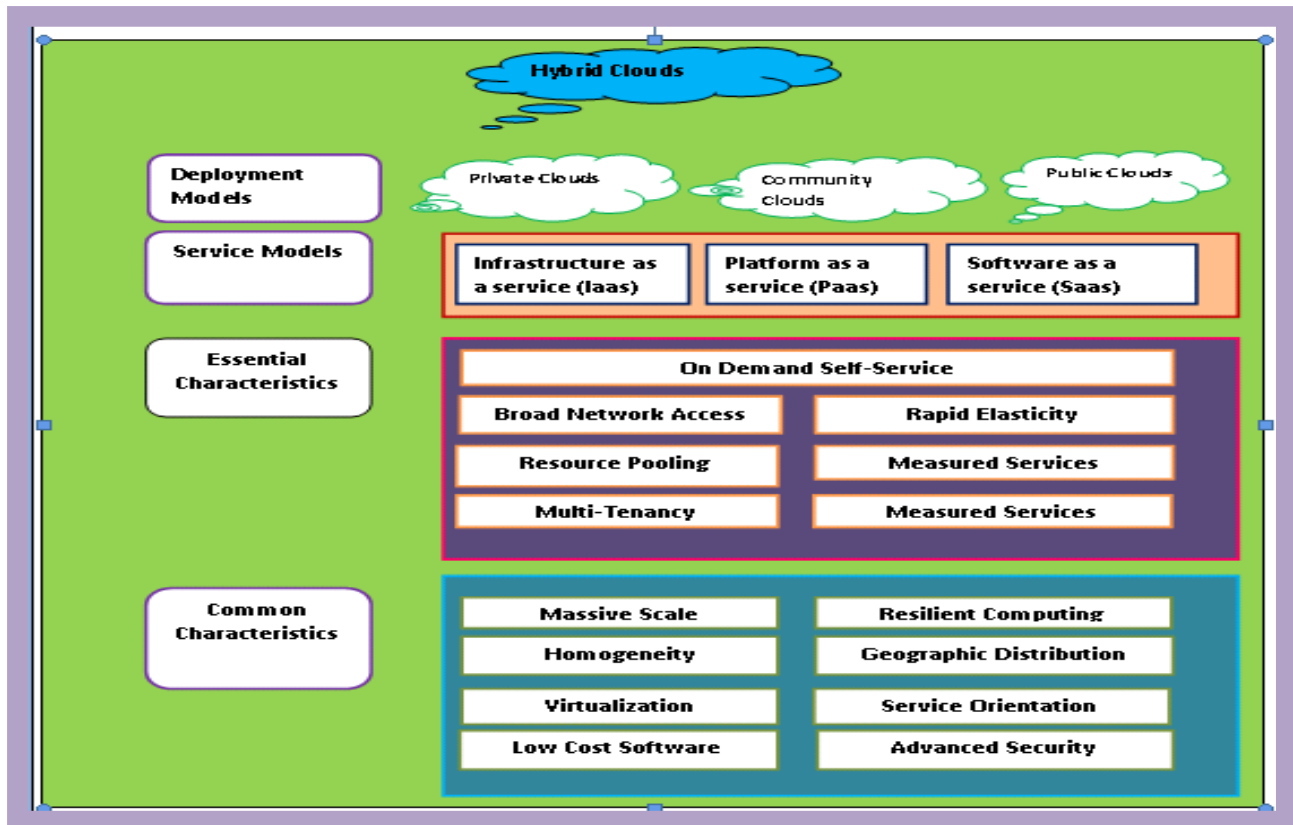 Hybrid Clouds
Deployment
Models
Private Clouds
Community
Clouds
Public Clouds
Service Models
Infrastructure as
a service (Iaas)
Platform as a
service (Paas)
Software as a
service (Saas)
Essential
Characteristics
On Demand Self-Service
Broad Network Access
Rapid Elasticity
Resource Pooling
Measured Services
Multi-Tenancy
Measured Services
Common
Characteristics
Massive Scale
Resilient Computing
Homogeneity
Geographic Distribution
Virtualization
Service Orientation
Low Cost Software
Advanced Security